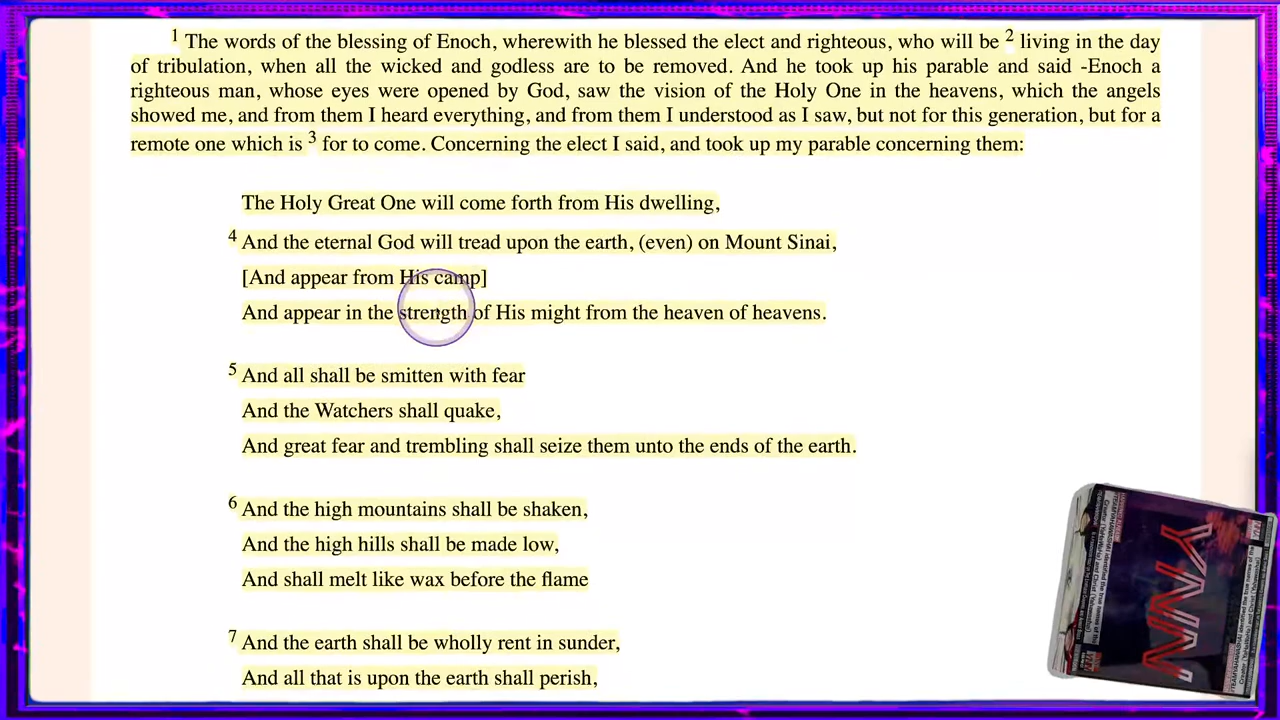 1 The words of the blessing of Enoch, wherewith he blessed the elect and righteous, who will be 2 living in the day
of tribulation, when all the wicked and godless are to be removed. And he took up his parable and said -Enoch a
righteous man, whose eyes were opened by God, saw the vision of the Holy One in the heavens, which the angels
showed me, and from them I heard everything, and from them I understood as I saw, but not for this generation, but for a
remote one which is 3 for to come. Concerning the elect I said, and took up my parable concerning them:
The Holy Great One will come forth from His dwelling,
4 And the eternal God will tread upon the earth, (even) on Mount Sinai,
[And appear from His camp]
And appear in the strength of His might from the heaven of heavens.
5 And all shall be smitten with fear
And the Watchers shall quake,
And great fear and trembling shall seize them unto the ends of the earth.
6 And the high mountains shall be shaken,
And the high hills shall be made low,
And shall melt like wax before the flame
7 And the earth shall be wholly rent in sunder,
And all that is upon the earth shall perish,
YNN